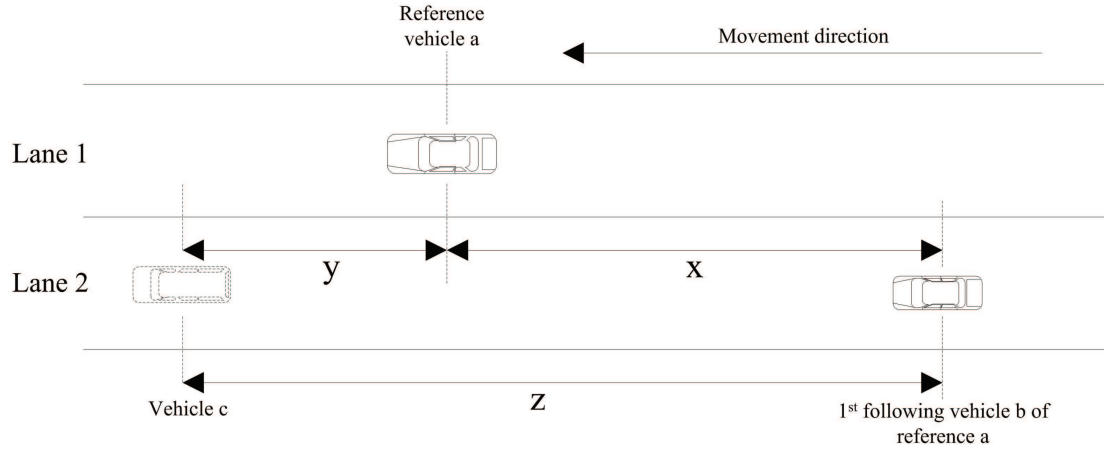 Reference
vehicle a
Movement direction
Lane 1
y
x
Lane 2
Vehicle c
z
1st following vehicle b of
reference a